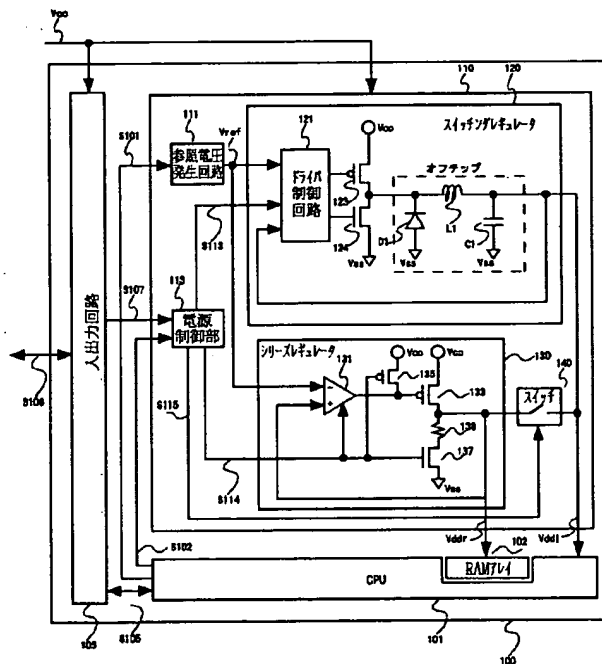 Vcc
110
120
スイッチングレギュレータ
111
S101
参照電圧
発生回路
Vref
121
ドライバ
制御
回路
Vcc
123
124
Vss
オフチップ
D1
L1
C1
Vss
Vss
S113
S107
113
電源
制御部
入出力回路
S106
シリーズレギュレータ
131
Vcc
Vcc
135
133
130
140
スイッチ
137
Vss
S115
S114
S102
Vddr
Vddi
102
RAMアレイ
CPU
105
S105
101
100